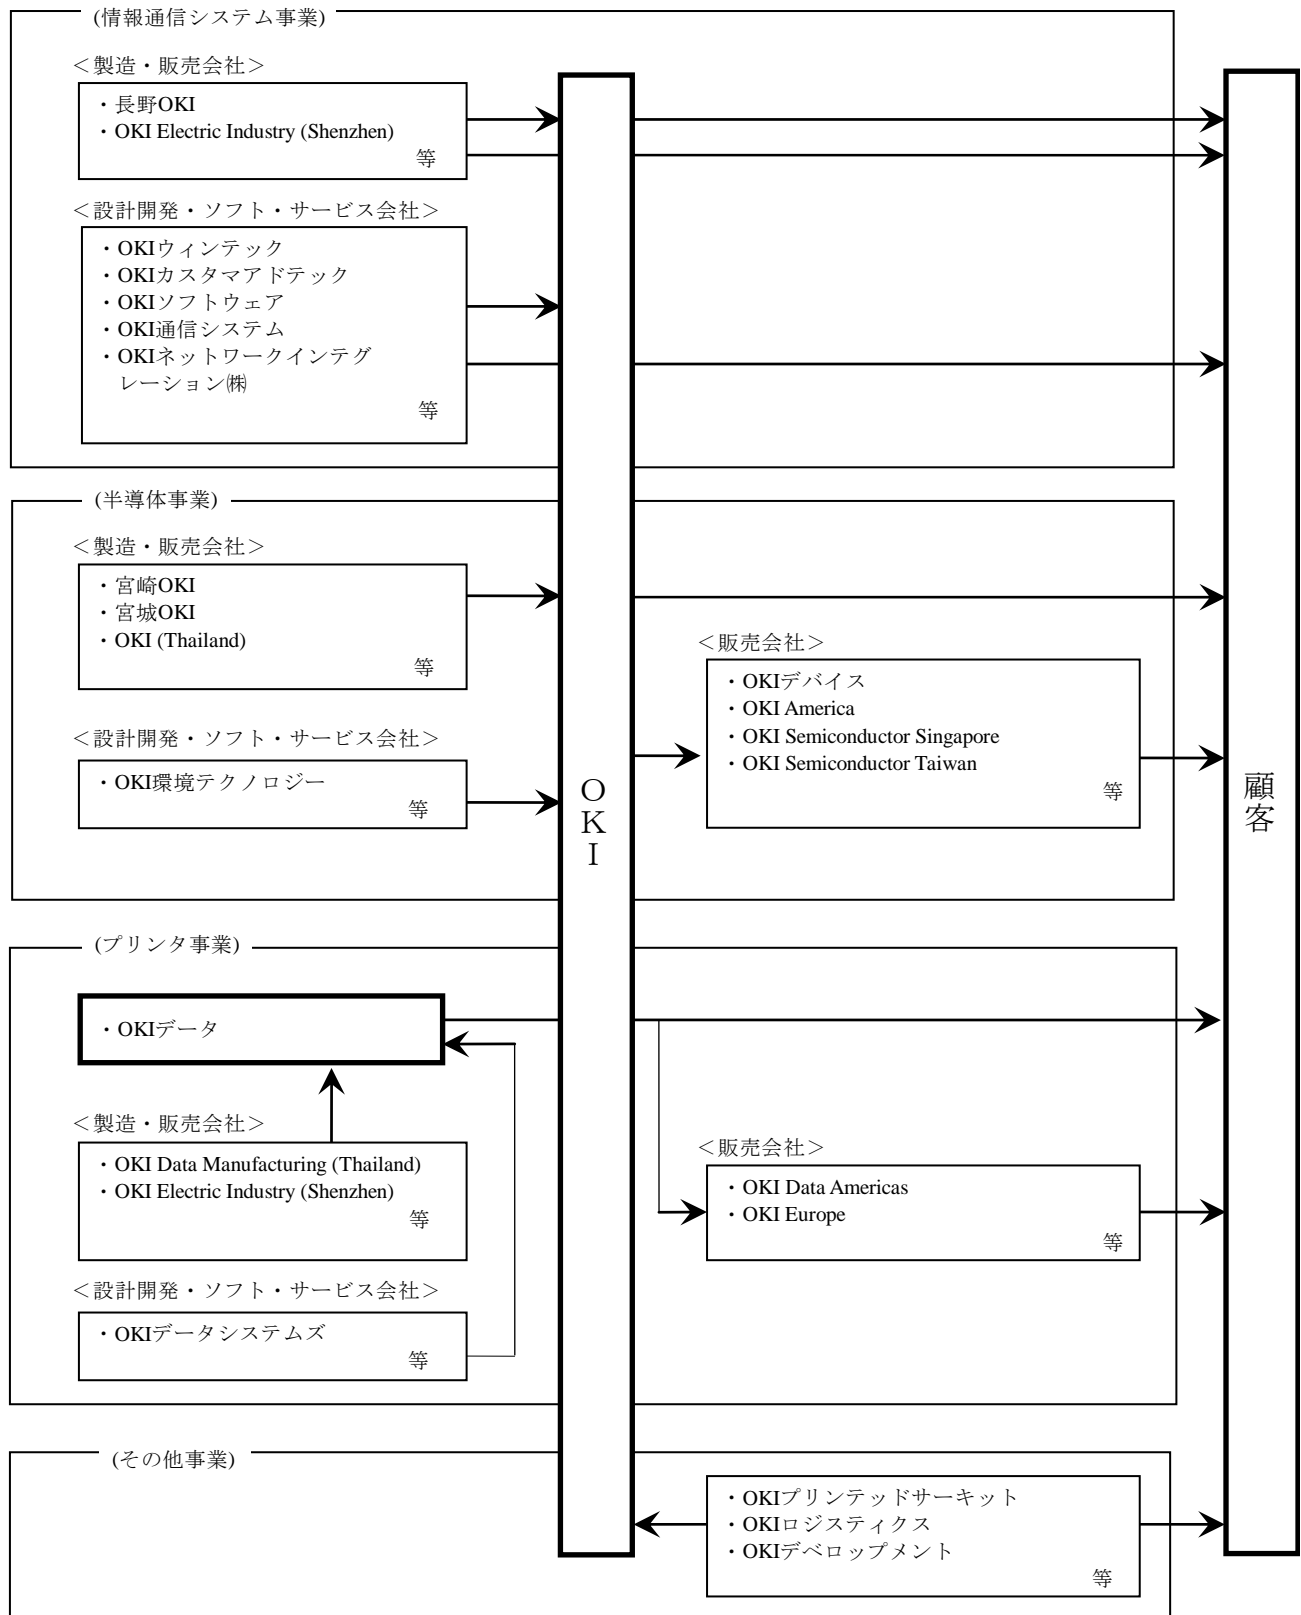 (情報通信システム事業)
＜製造・販売会社＞
・長野OKI
・OKI Electric Industry (Shenzhen)
等
＜設計開発・ソフト・サービス会社＞
・OKIウィンテック
・OKIカスタマアドテック
・OKIソフトウェア
・OKI通信システム
・OKIネットワークインテグ
レーション㈱
等
(半導体事業)
＜製造・販売会社＞
・宮崎OKI
・宮城OKI
・OKI (Thailand)
等
＜設計開発・ソフト・サービス会社＞
・OKI環境テクノロジー
等
OKI
＜販売会社＞
・OKIデバイス
・OKI America
・OKI Semiconductor Singapore
・OKI Semiconductor Taiwan
等
顧客
(プリンタ事業)
・OKIデータ
＜製造・販売会社＞
・OKI Data Manufacturing (Thailand)
・OKI Electric Industry (Shenzhen)
等
＜設計開発・ソフト・サービス会社＞
・OKIデータシステムズ
等
＜販売会社＞
・OKI Data Americas
・OKI Europe
等
(その他事業)
・OKIプリンテッドサーキット
・OKIロジスティクス
・OKIデベロップメント
等